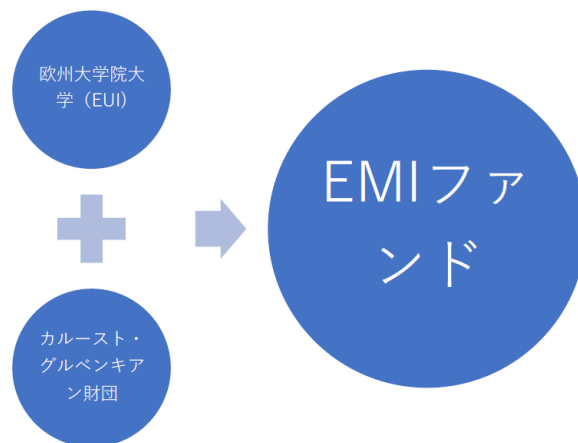 欧州大学院大
学（EUI）
カルースト・
グルベンキア
ン財団
EMIファ
ンド